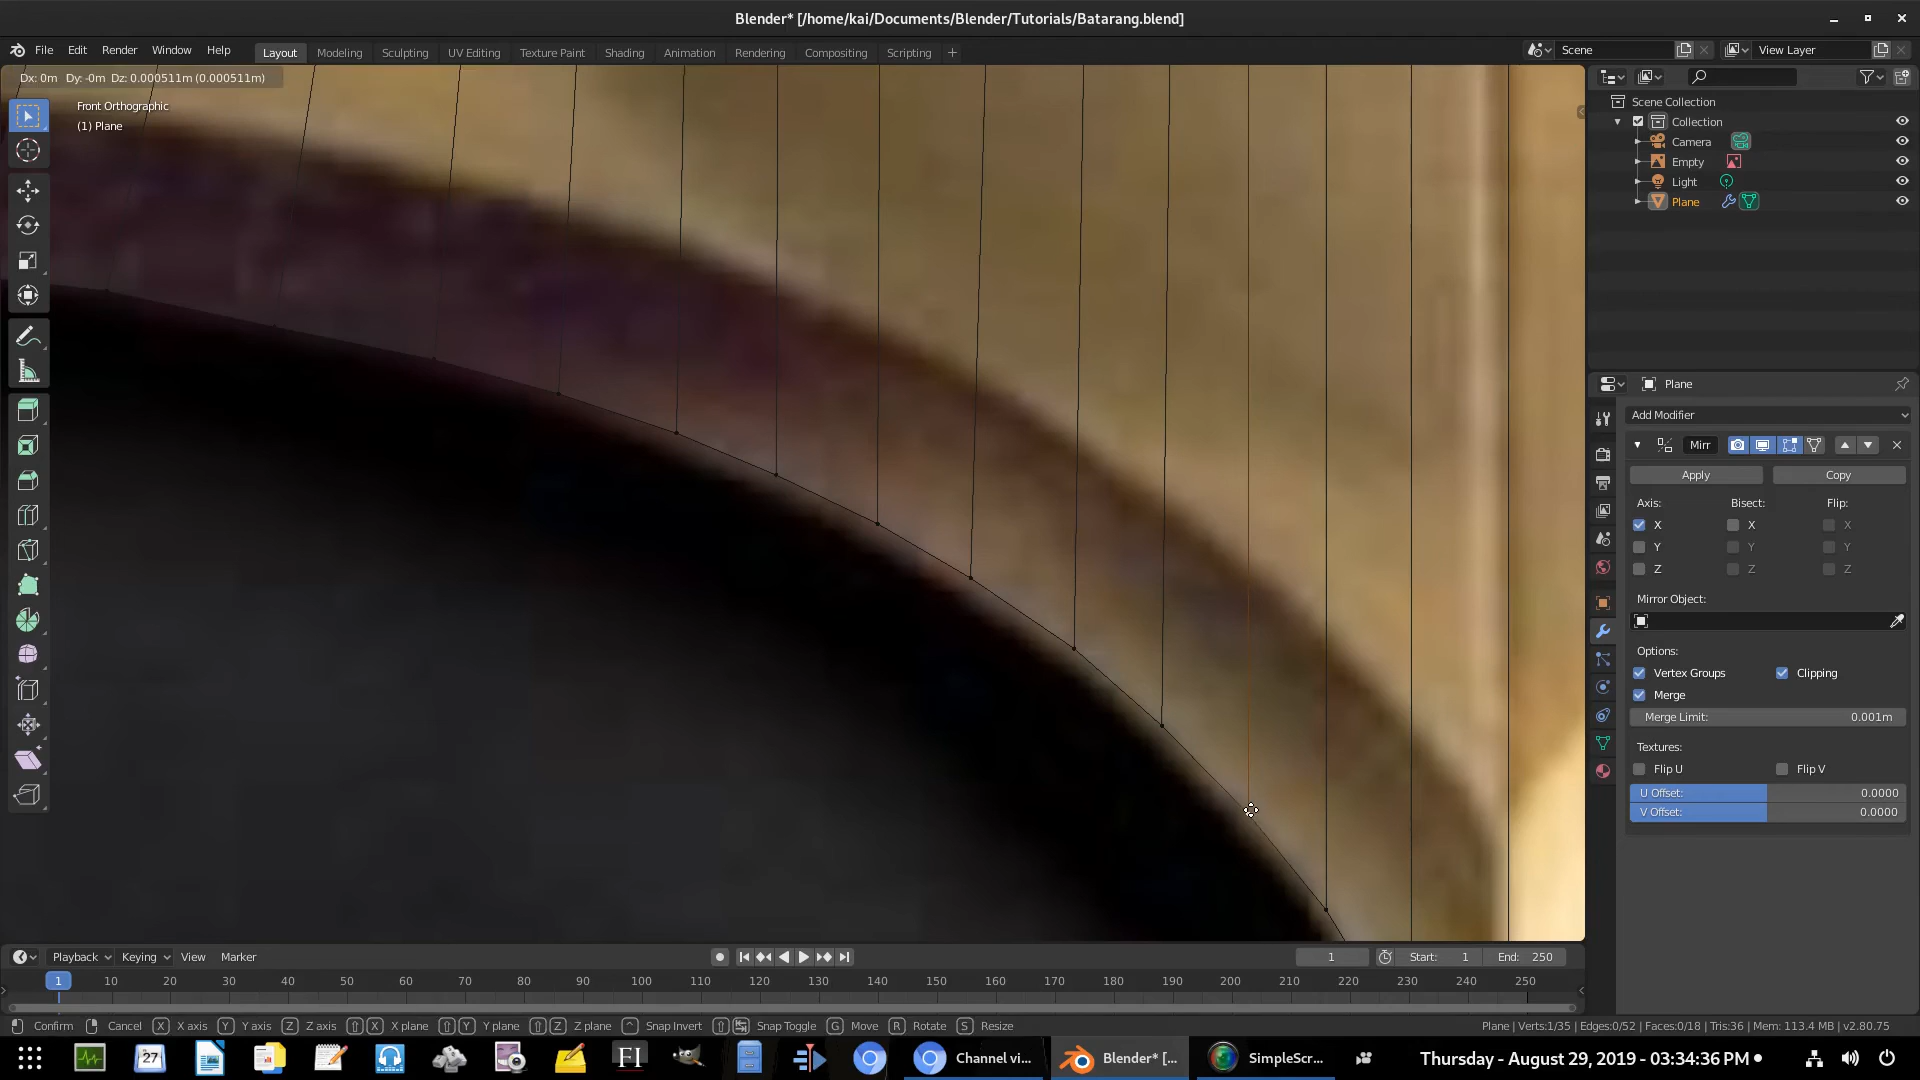 Blender* [/home/kai/Documents/Blender/Tutorials/Batarang.blend]
File Edit Render Window Help
Layout Modeling Sculpting UV Editing Texture Paint Shading Animation Rendering Compositing Scripting +
Scene View Layer
Dx: 0m Dy: -0m Dz: 0.000511m (0.000511m)
Front Orthographic
(1) Plane
Scene Collection
Collection
Camera
Empty
Light
Plane
Plane
Add Modifier
Mirr
Apply Copy
Axis: Bisect: Flip:
X X X
Y Y Y
Z Z Z
Mirror Object:
Options:
Vertex Groups Clipping
Merge
Merge Limit: 0.001m
Textures:
Flip U Flip V
U Offset: 0.0000
V Offset: 0.0000
Playback Keying View Marker
1 Start: 1 End: 250
1 10 20 30 40 50 60 70 80 90 100 110 120 130 140 150 160 170 180 190 200 210 220 230 240 250
Confirm Cancel X X axis Y Y axis Z Z axis X X plane Y Y plane Z Z plane Snap Invert Snap Toggle G Move R Rotate S Resize
Plane | Verts:1/35 | Edges:0/52 | Faces:0/18 | Tris:36 | Mem: 113.4 MB | v2.80.75
27 FI Channel vi... Blender* [... SimpleScr... Thursday - August 29, 2019 - 03:34:36 PM